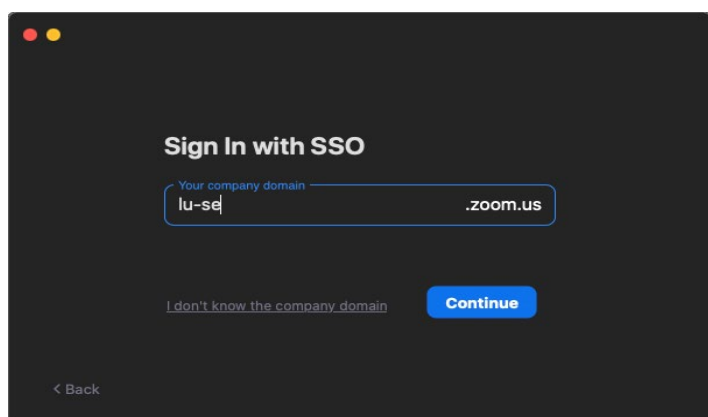 Sign In with SSO
Your company domain
lu-se .zoom.us
I don't know the company domain
Continue
< Back